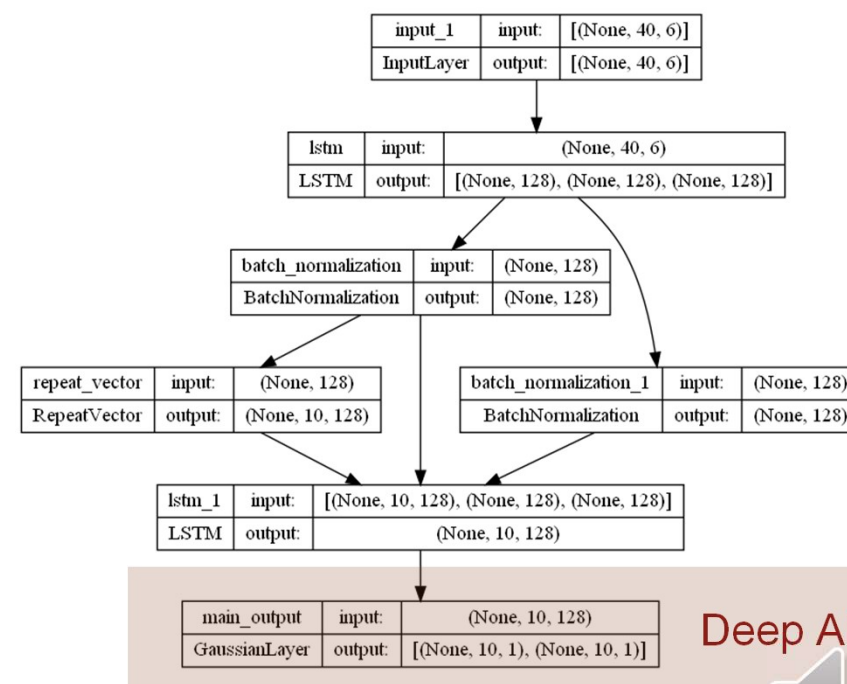 input_1 input: [(None, 40, 6)]
InputLayer output: [(None, 40, 6)]
lstm input: (None, 40, 6)
LSTM output: [(None, 128), (None, 128), (None, 128)]
batch_normalization input: (None, 128)
BatchNormalization output: (None, 128)
repeat_vector input: (None, 128)
RepeatVector output: (None, 10, 128)
batch_normalization_1 input: (None, 128)
BatchNormalization output: (None, 128)
lstm_1 input: [(None, 10, 128), (None, 128), (None, 128)]
LSTM output: (None, 10, 128)
main_output input: (None, 10, 128)
GaussianLayer output: [(None, 10, 1), (None, 10, 1)]
Deep A